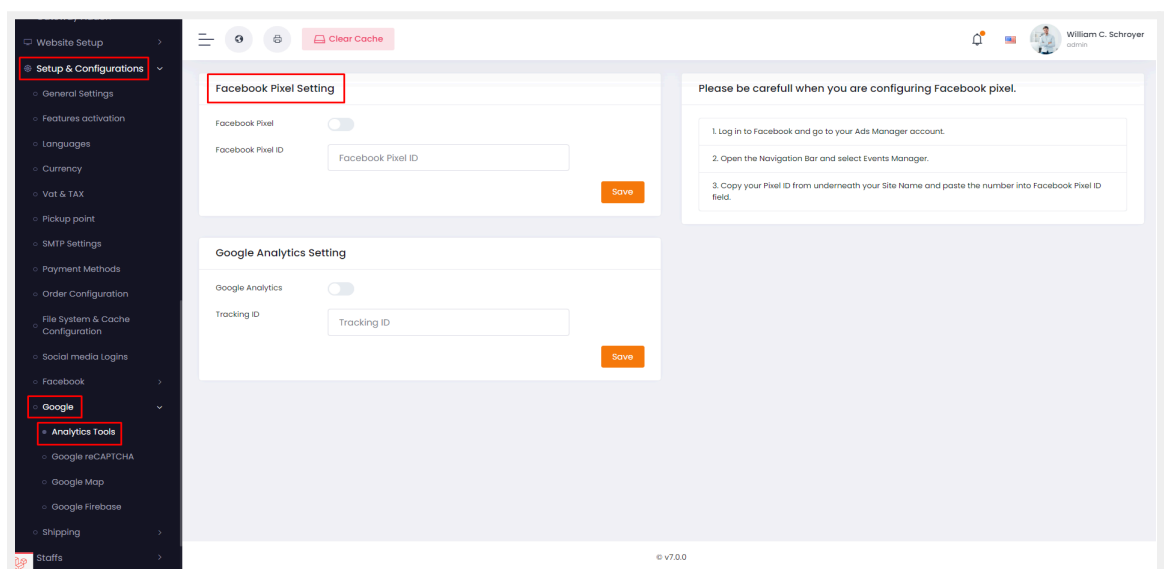 Website Setup
Setup & Configurations
General Settings
Features activation
Languages
Currency
Vat & TAX
Pickup point
SMTP Settings
Payment Methods
Order Configuration
File System & Cache
Configuration
Social media Logins
Facebook
Google
Analytics Tools
Google reCAPTCHA
Google Map
Google Firebase
Shipping
Staffs
Clear Cache
William C. Schroyer
admin
Facebook Pixel Setting
Facebook Pixel
Facebook Pixel ID
Facebook Pixel ID
Save
Please be carefull when you are configuring Facebook pixel.
1. Log in to Facebook and go to your Ads Manager account.
2. Open the Navigation Bar and select Events Manager.
3. Copy your Pixel ID from underneath your Site Name and paste the number into Facebook Pixel ID
field.
Google Analytics Setting
Google Analytics
Tracking ID
Tracking ID
Save
© v7.0.0